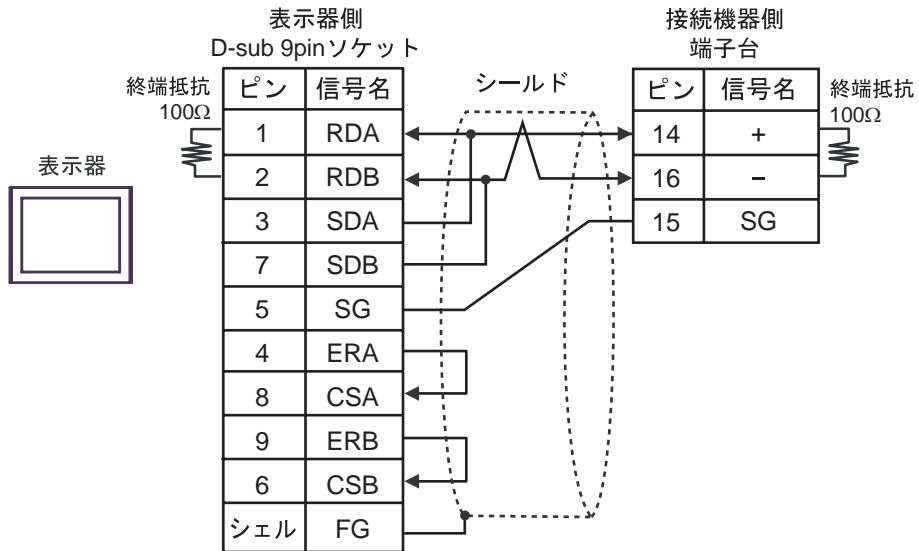 表示器側
D-sub 9pinソケット
接続機器側
端子台
終端抵抗
100Ω
ピン 信号名
シールド
ピン 信号名
終端抵抗
100Ω
1 RDA
14 +
2 RDB
16 −
表示器
3 SDA
15 SG
7 SDB
5 SG
4 ERA
8 CSA
9 ERB
6 CSB
シェル FG